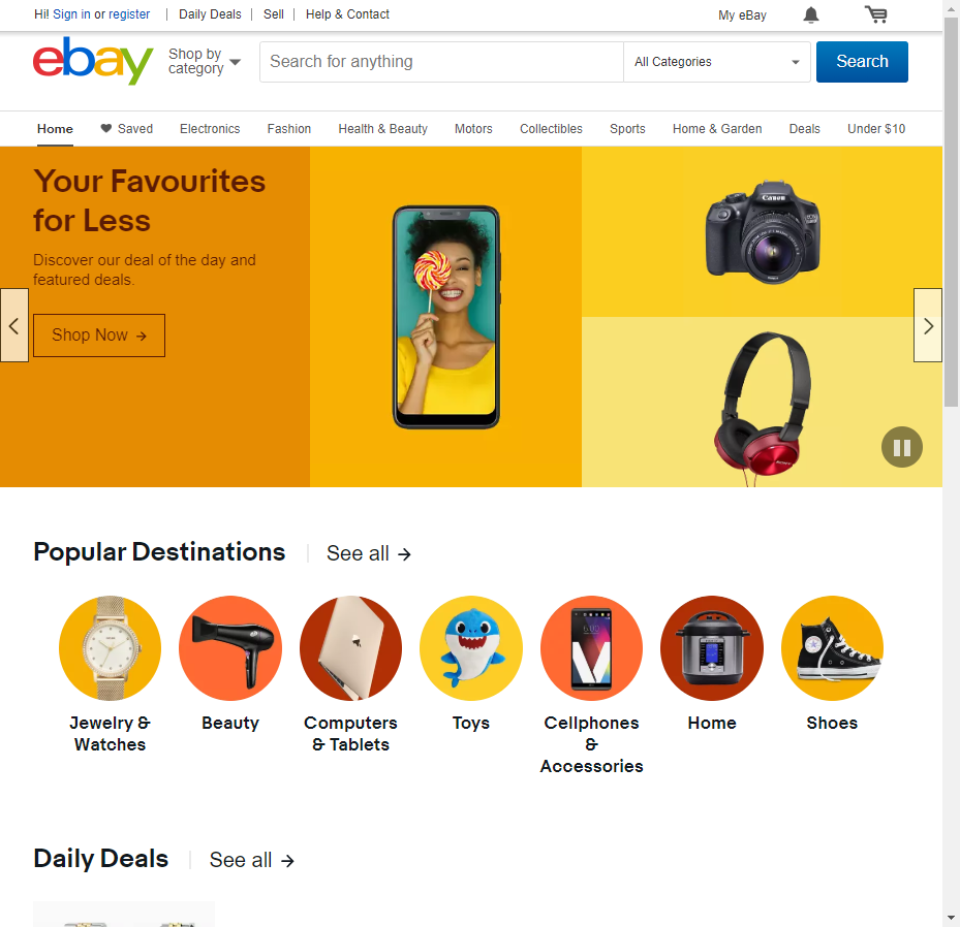 Hi! Sign in or register | Daily Deals | Sell | Help & Contact My eBay
ebay
Shop by
category
Search for anything
All Categories
Search
Home Saved Electronics Fashion Health & Beauty Motors Collectibles Sports Home & Garden Deals Under $10
Your Favourites
for Less
Discover our deal of the day and
featured deals.
Shop Now →
Canon
Popular Destinations | See all →
Jewelry &
Watches
Beauty
Computers
& Tablets
Toys
Cellphones
&
Accessories
Home
Shoes
Daily Deals | See all →